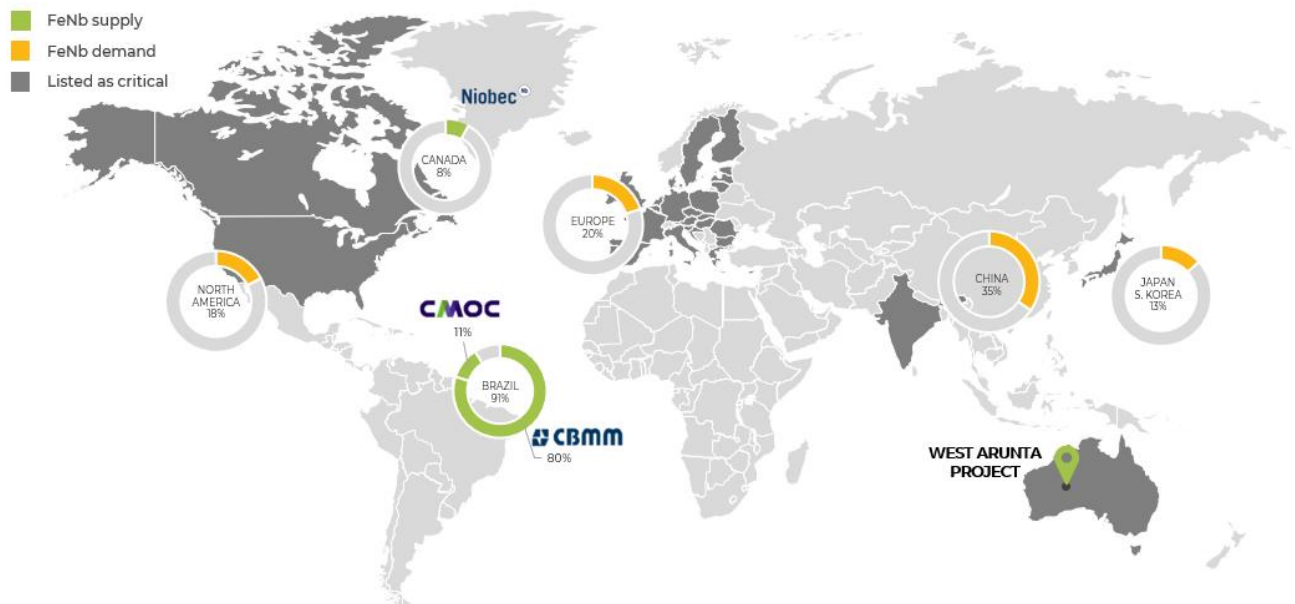 FeNb supply
FeNb demand
Listed as critical
Niobec Nb
CANADA
8%
EUROPE
20%
NORTH
AMERICA
18%
CHINA
35%
JAPAN
S. KOREA
13%
CMOC
11%
BRAZIL
91%
CBMM
80%
WEST ARUNTA
PROJECT